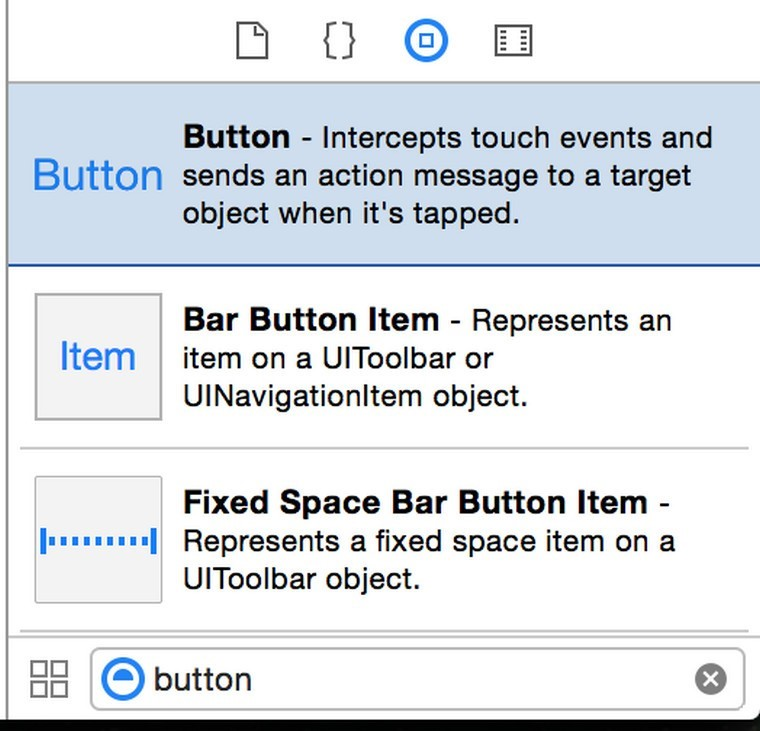 Button
Button - Intercepts touch events and
sends an action message to a target
object when it's tapped.
Item
Bar Button Item - Represents an
item on a UIToolbar or
UINavigationItem object.
Fixed Space Bar Button Item -
Represents a fixed space item on a
UIToolbar object.
button